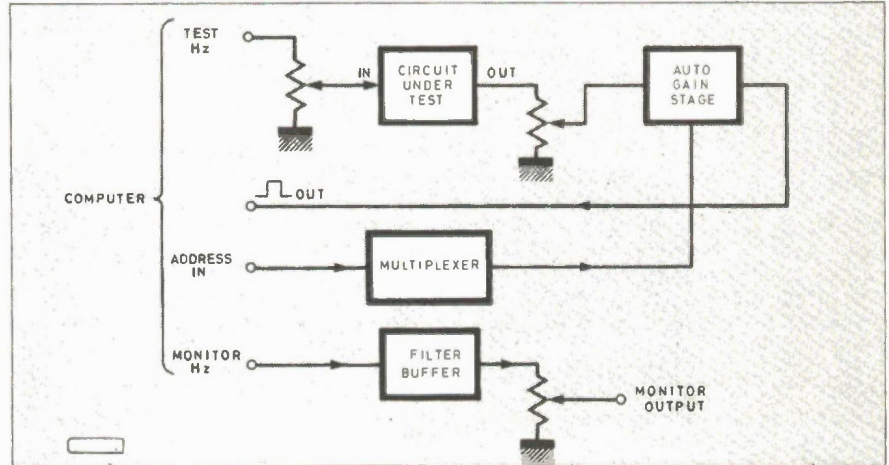 TEST
Hz
IN
CIRCUIT
UNDER
TEST
OUT
AUTO
GAIN
STAGE
COMPUTER
OUT
ADDRESS
IN
MULTIPLEXER
MONITOR
Hz
FILTER
BUFFER
MONITOR
OUTPUT